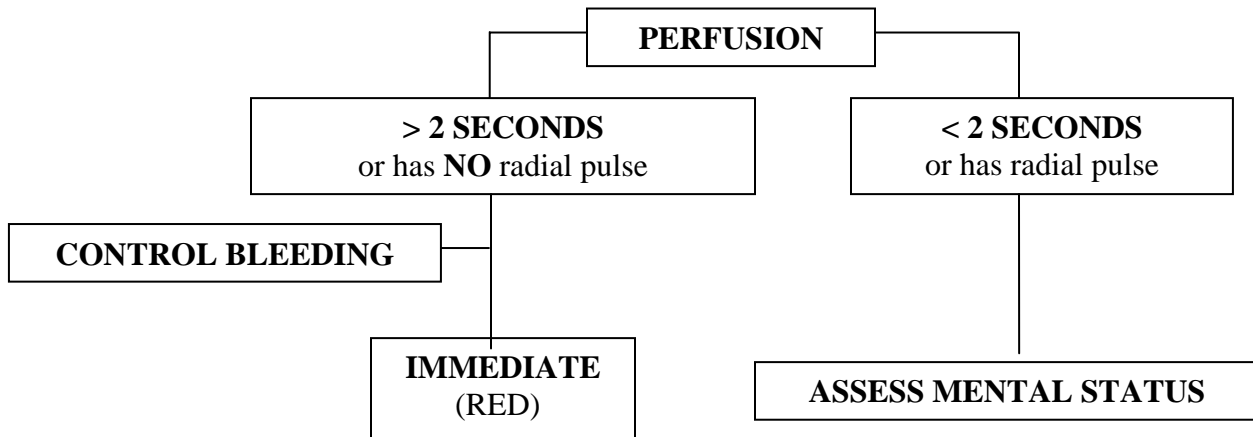 PERFUSION
> 2 SECONDS
or has NO radial pulse
< 2 SECONDS
or has radial pulse
CONTROL BLEEDING
IMMEDIATE
(RED)
ASSESS MENTAL STATUS